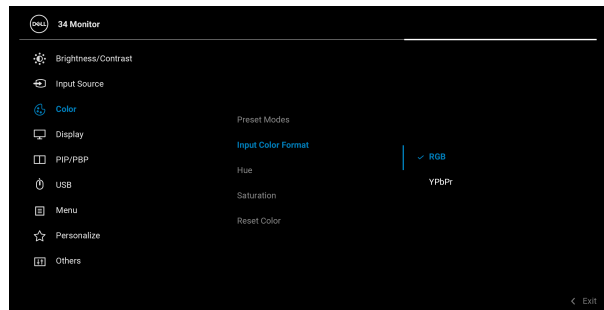 DELL
34 Monitor
Brightness/Contrast
Input Source
Color
Display
PIP/PBP
USB
Menu
Personalize
Others
Preset Modes
Input Color Format
Hue
Saturation
Reset Color
RGB
YPbPr
Exit